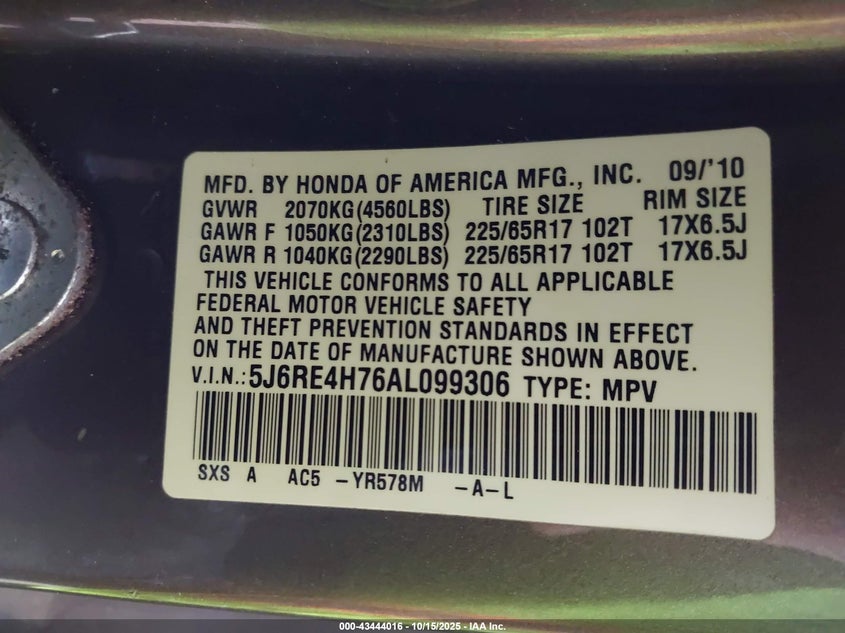 MFD. BY HONDA OF AMERICA MFG., INC. 09/'10
GVWR 2070KG(4560LBS) TIRE SIZE RIM SIZE
GAWR F 1050KG(2310LBS) 225/65R17 102T 17X6.5J
GAWR R 1040KG(2290LBS) 225/65R17 102T 17X6.5J
THIS VEHICLE CONFORMS TO ALL APPLICABLE
FEDERAL MOTOR VEHICLE SAFETY
AND THEFT PREVENTION STANDARDS IN EFFECT
ON THE DATE OF MANUFACTURE SHOWN ABOVE.
V.I.N.:5J6RE4H76AL099306 TYPE: MPV
SXS A AC5 -YR578M -A-L
000-43444016 - 10/15/2025 - IAA Inc.